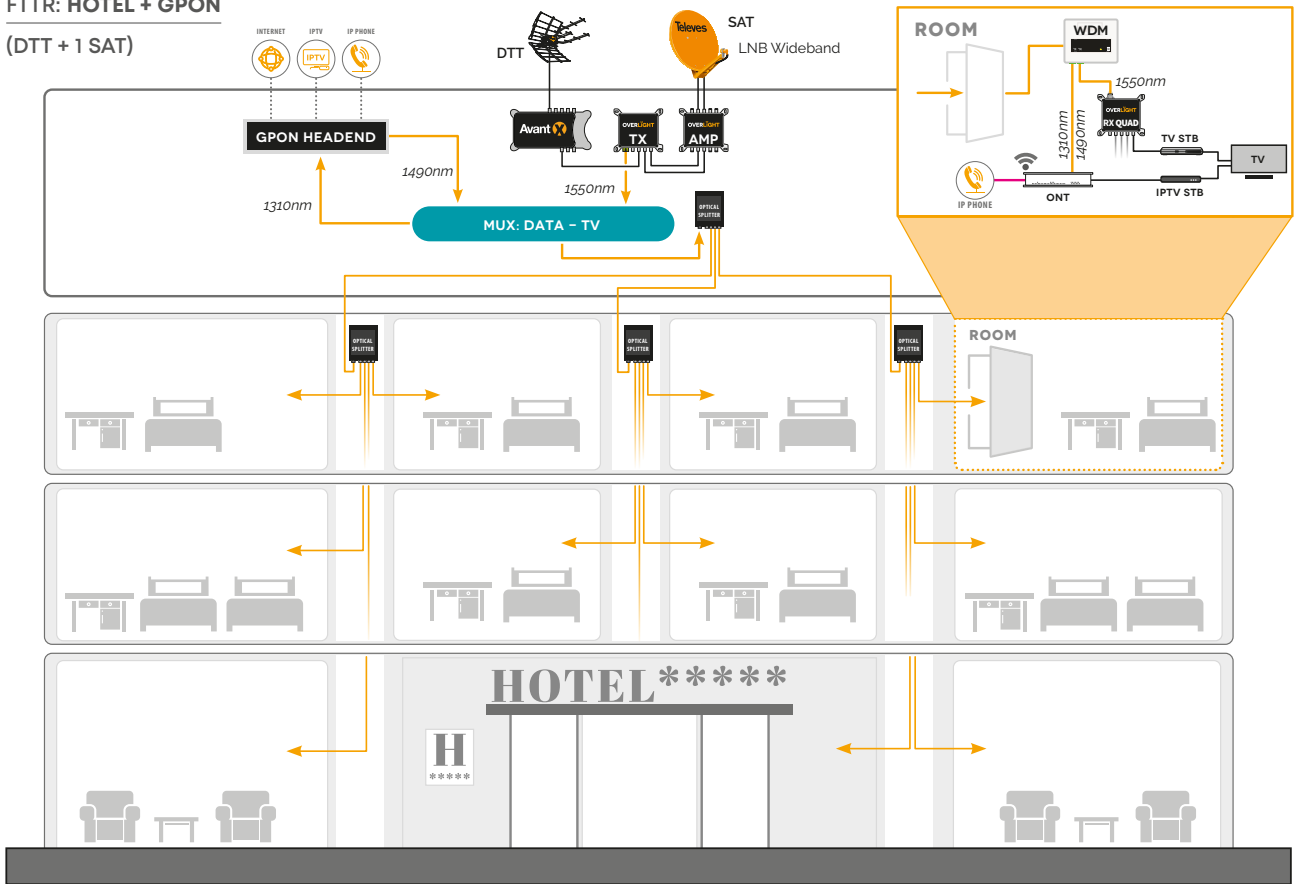 FTTR: HOTEL + GPON
(DTT + 1 SAT)
INTERNET
IPTV
IP PHONE
IPTV
DTT
Televes
SAT
LNB Wideband
GPON HEADEND
Avant X
OVERLIGHT
TX
OVERLIGHT
AMP
1490nm
1550nm
1310nm
MUX: DATA – TV
OPTICAL
SPLITTER
ROOM
WDM
1550nm
OVERLIGHT
RX QUAD
1310nm
1490nm
TV STB
TV
IP PHONE
ONT
IPTV STB
OPTICAL
SPLITTER
OPTICAL
SPLITTER
OPTICAL
SPLITTER
ROOM
HOTEL*****
H
*****